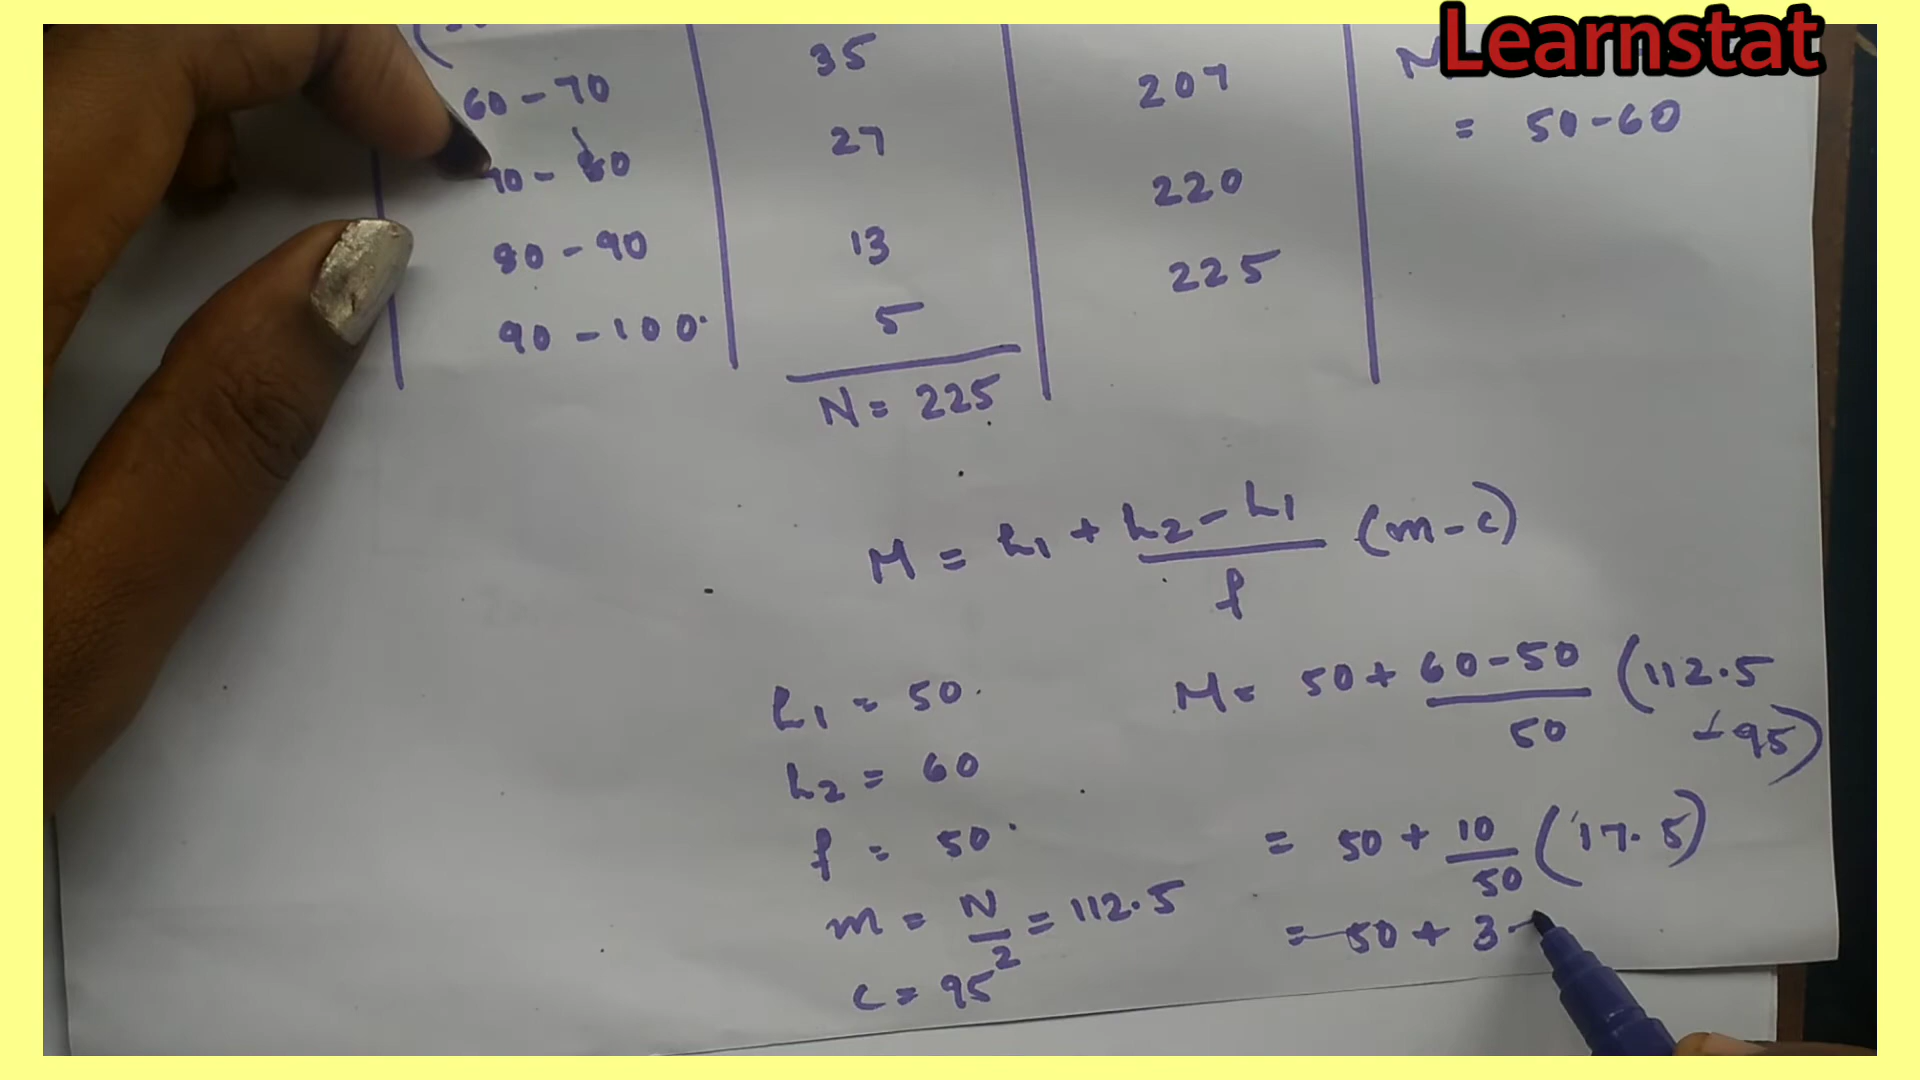 Learnstat
60-70 35 207
= 50-60
70-80 27 220
80-90 13 225
90-100. 5
N = 225
M = l1 + l2 - l1 / f (m - c)
l1 = 50.
M = 50 + 60-50 / 50 (112.5 - 95)
l2 = 60
f = 50.
= 50 + 10/50 (17.5)
m = N/2 = 112.5
= 50 + 3
c = 95